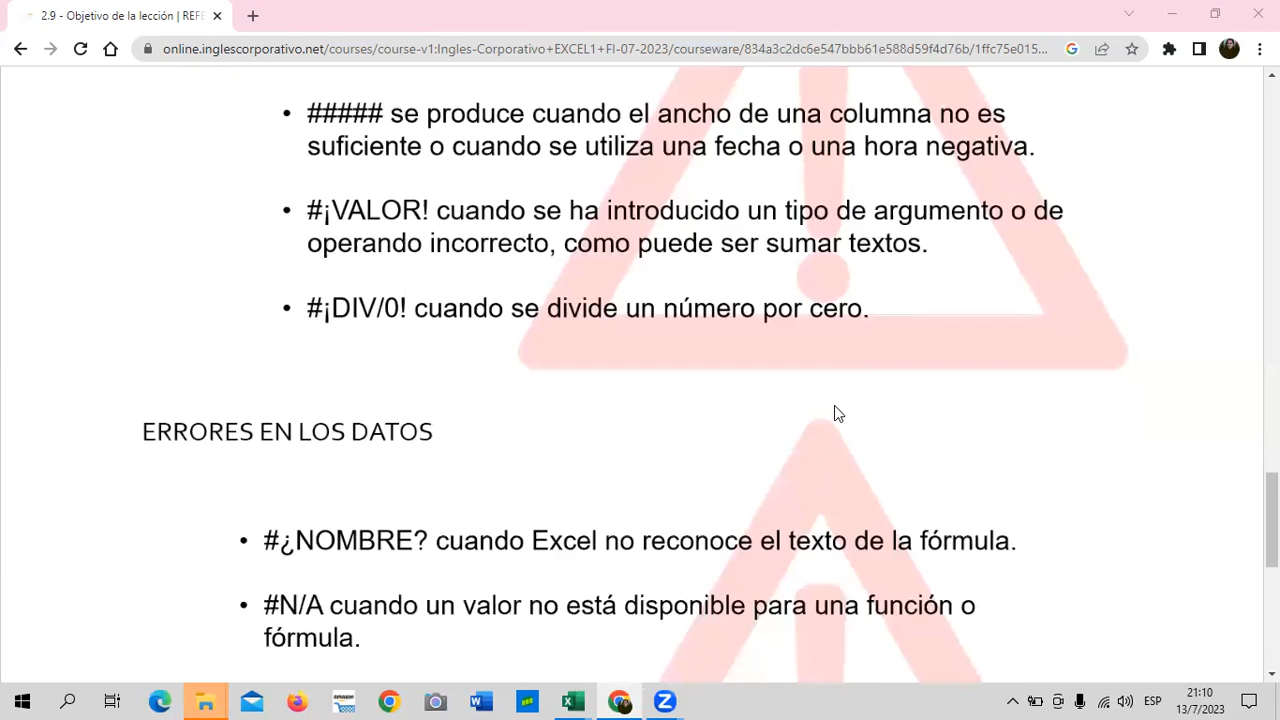 2.9 - Objetivo de la lección | REFE
online.inglescorporativo.net/courses/course-v1:Ingles-Corporativo+EXCEL1+FI-07-2023/courseware/834a3c2dc5e547bbb61e588d59f4d76b/1ffc75e015...
• ##### se produce cuando el ancho de una columna no es
suficiente o cuando se utiliza una fecha o una hora negativa.
• #¡VALOR! cuando se ha introducido un tipo de argumento o de
operando incorrecto, como puede ser sumar textos.
• #¡DIV/0! cuando se divide un número por cero.
ERRORES EN LOS DATOS
• #¿NOMBRE? cuando Excel no reconoce el texto de la fórmula.
• #N/A cuando un valor no está disponible para una función o
fórmula.
ESP
21:10
13/7/2023